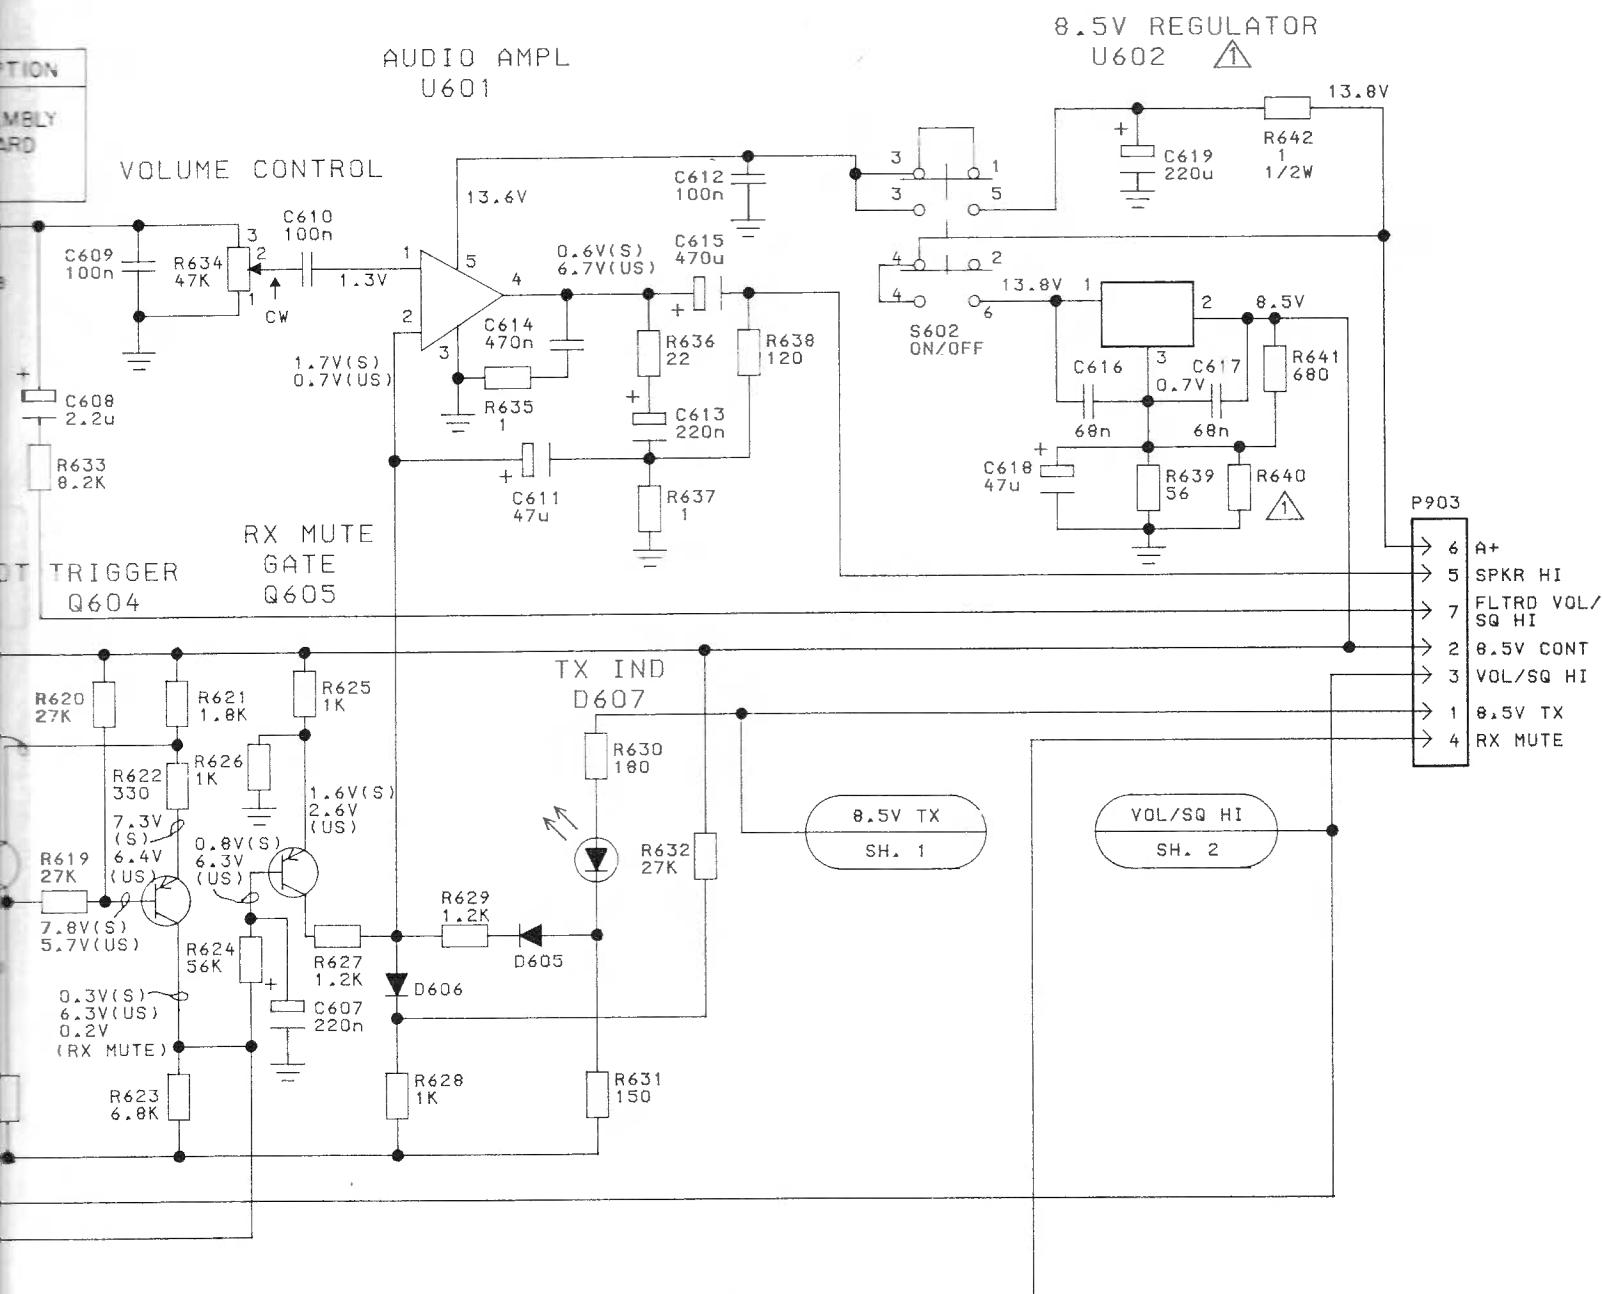 8.5V REGULATOR
U602 1
AUDIO AMPL
U601
PTION
MBLY
ARD
VOLUME CONTROL
13.8V
R642
1
1/2W
C619
220u
+
C612
100n
3
1
3
5
13.6V
C610
100n
C609
100n
R634
47K
3
2
1
CW
1.3V
1
5
4
2
3
0.6V(S)
6.7V(US)
C615
470u
+
C614
470n
R636
22
R638
120
4
2
4
6
S602
ON/OFF
13.8V
1
2
8.5V
3
0.7V
C616
68n
C617
68n
R641
680
1.7V(S)
0.7V(US)
R635
1
+
C613
220n
+
C608
2.2u
R633
8.2K
+
C611
47u
R637
1
+
C618
47u
R639
56
R640
1
RX MUTE
GATE
Q605
OT TRIGGER
Q604
P903
6 A+
5 SPKR HI
7 FLTRD VOL/
SQ HI
2 8.5V CONT
3 VOL/SQ HI
1 8.5V TX
4 RX MUTE
TX IND
D607
R620
27K
R621
1.8K
R625
1K
R622
330
R626
1K
R630
180
7.3V
(S)
6.4V
(US)
1.6V(S)
2.6V
(US)
0.8V(S)
6.3V
(US)
R619
27K
7.8V(S)
5.7V(US)
R632
27K
8.5V TX
SH. 1
VOL/SQ HI
SH. 2
R629
1.2K
R624
56K
R627
1.2K
D605
D606
+
C607
220n
0.3V(S)
6.3V(US)
0.2V
(RX MUTE)
R623
6.8K
R628
1K
R631
150